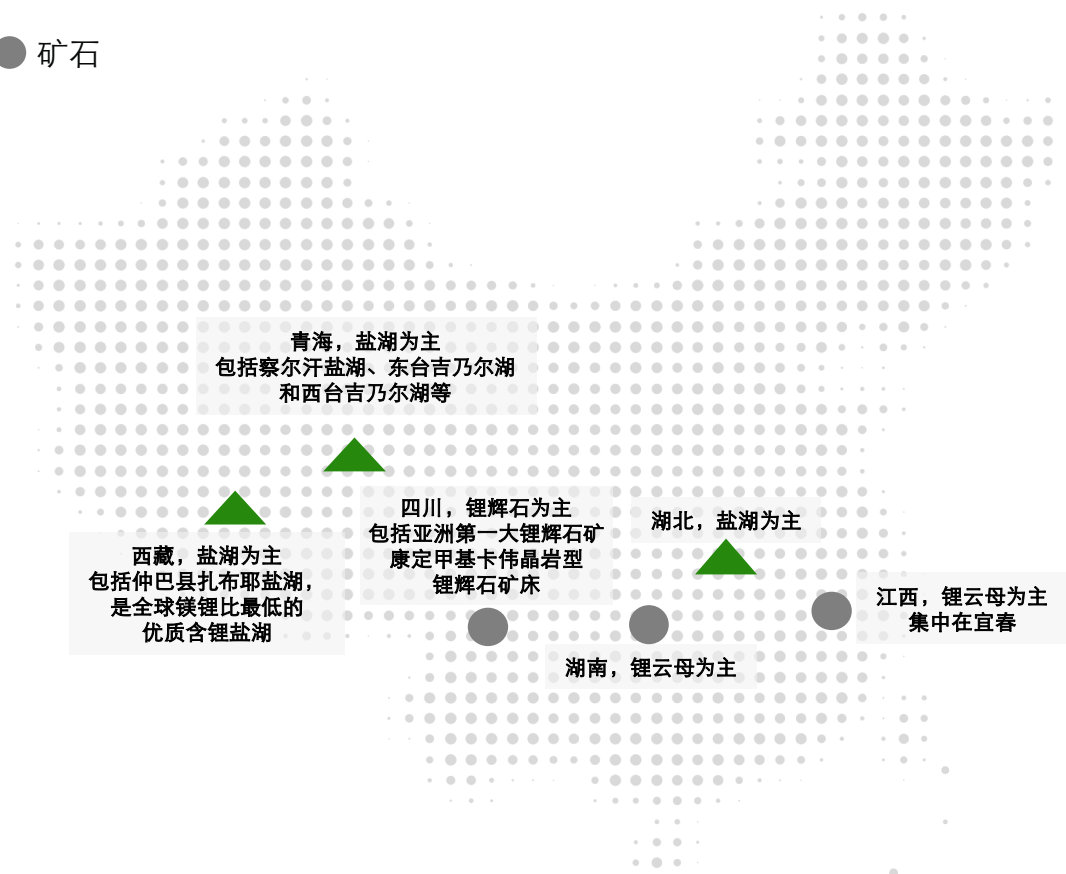 矿石
青海，盐湖为主
包括察尔汗盐湖、东台吉乃尔湖
和西台吉乃尔湖等
四川，锂辉石为主
包括亚洲第一大锂辉石矿
康定甲基卡伟晶岩型
锂辉石矿床
湖北，盐湖为主
西藏，盐湖为主
包括仲巴县扎布耶盐湖，
是全球镁锂比最低的
优质含锂盐湖
江西，锂云母为主
集中在宜春
湖南，锂云母为主